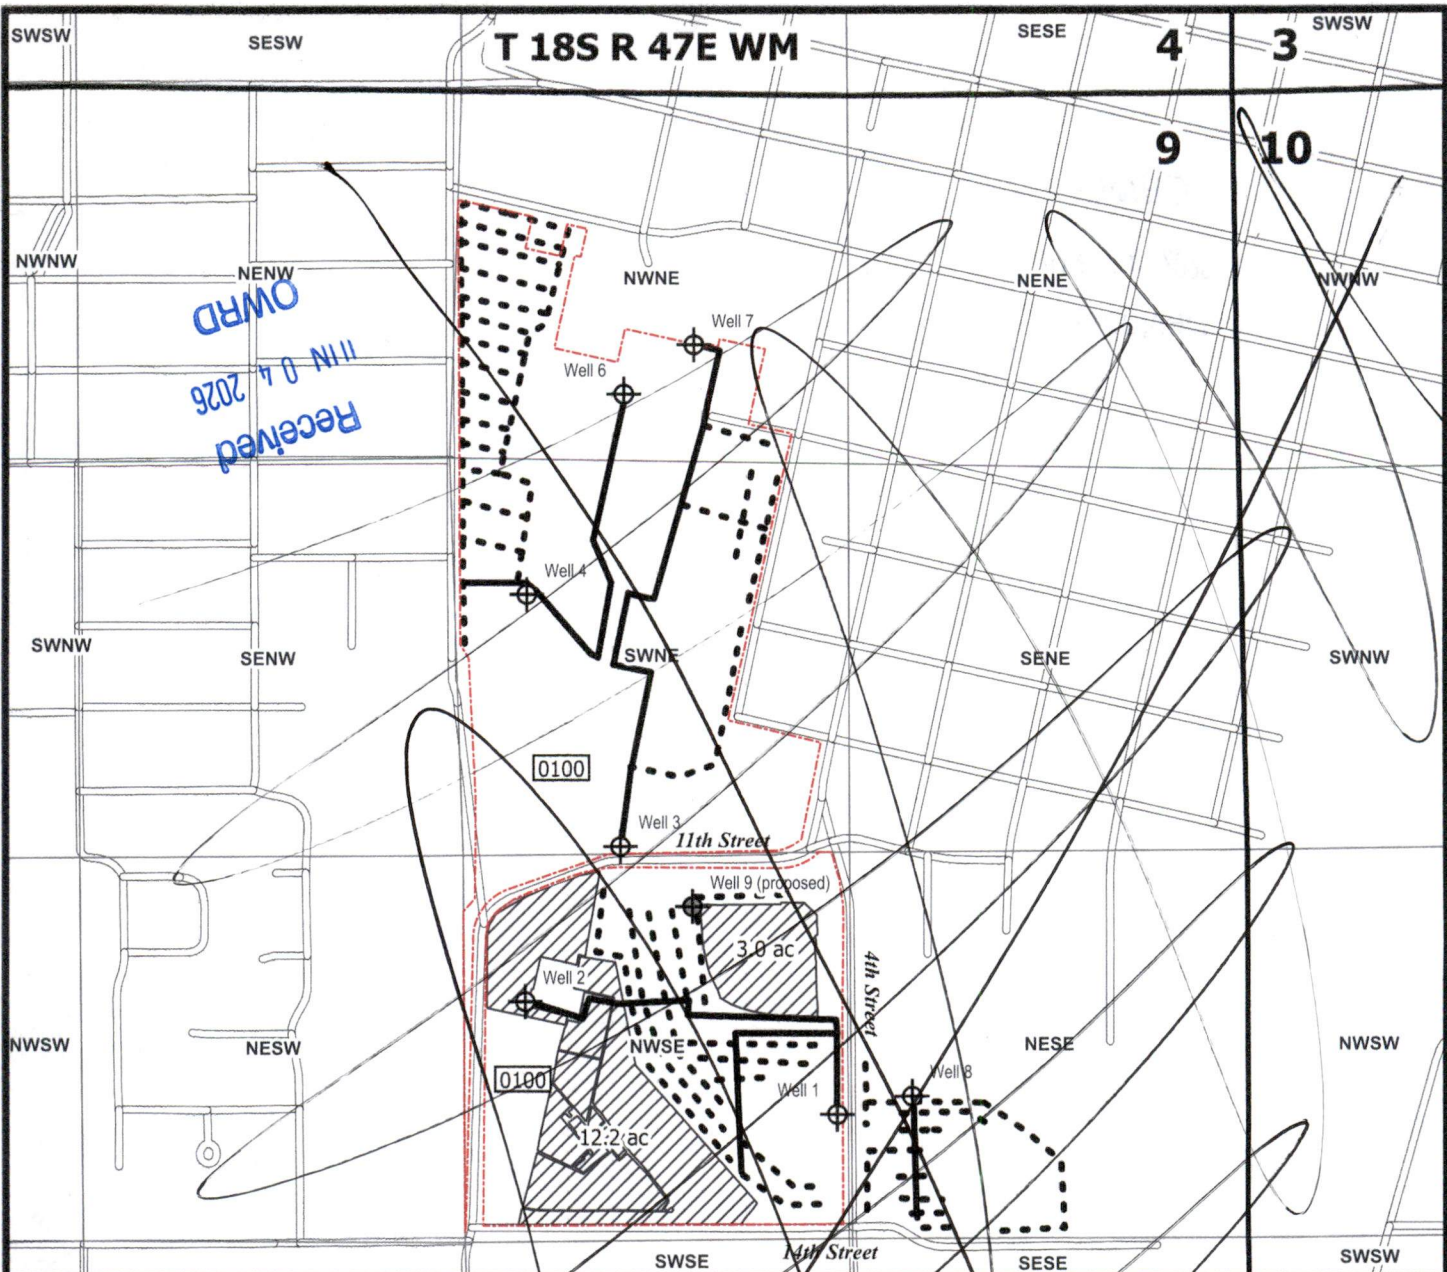 SWSW
SESW
T 18S R 47E WM
SESE
4
3
SWSW
9
10
NWNW
NENW
NWNE
NENE
NWNW
OWRD
04 2026
Received
Well 7
Well 6
Well 4
SWNW
SENW
SWNE
SENE
SWNW
0100
Well 3
11th Street
Well 9 (proposed)
3.0 ac
Well 2
4th Street
NWSW
NESW
NWSE
NESE
NWSW
0100
Well 1
Well 8
12.2 ac
14th Street
SWSE
SESE
SWSW